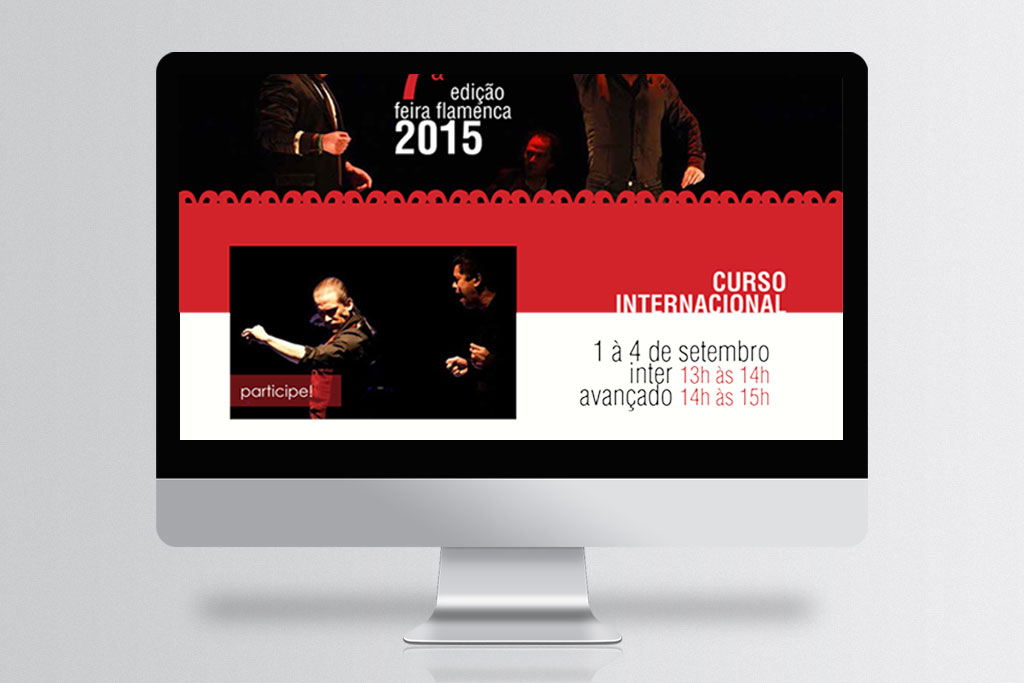 7ª
edição
feira flamenca
2015
CURSO
INTERNACIONAL
1 à 4 de setembro
inter 13h às 14h
avançado 14h às 15h
participe!